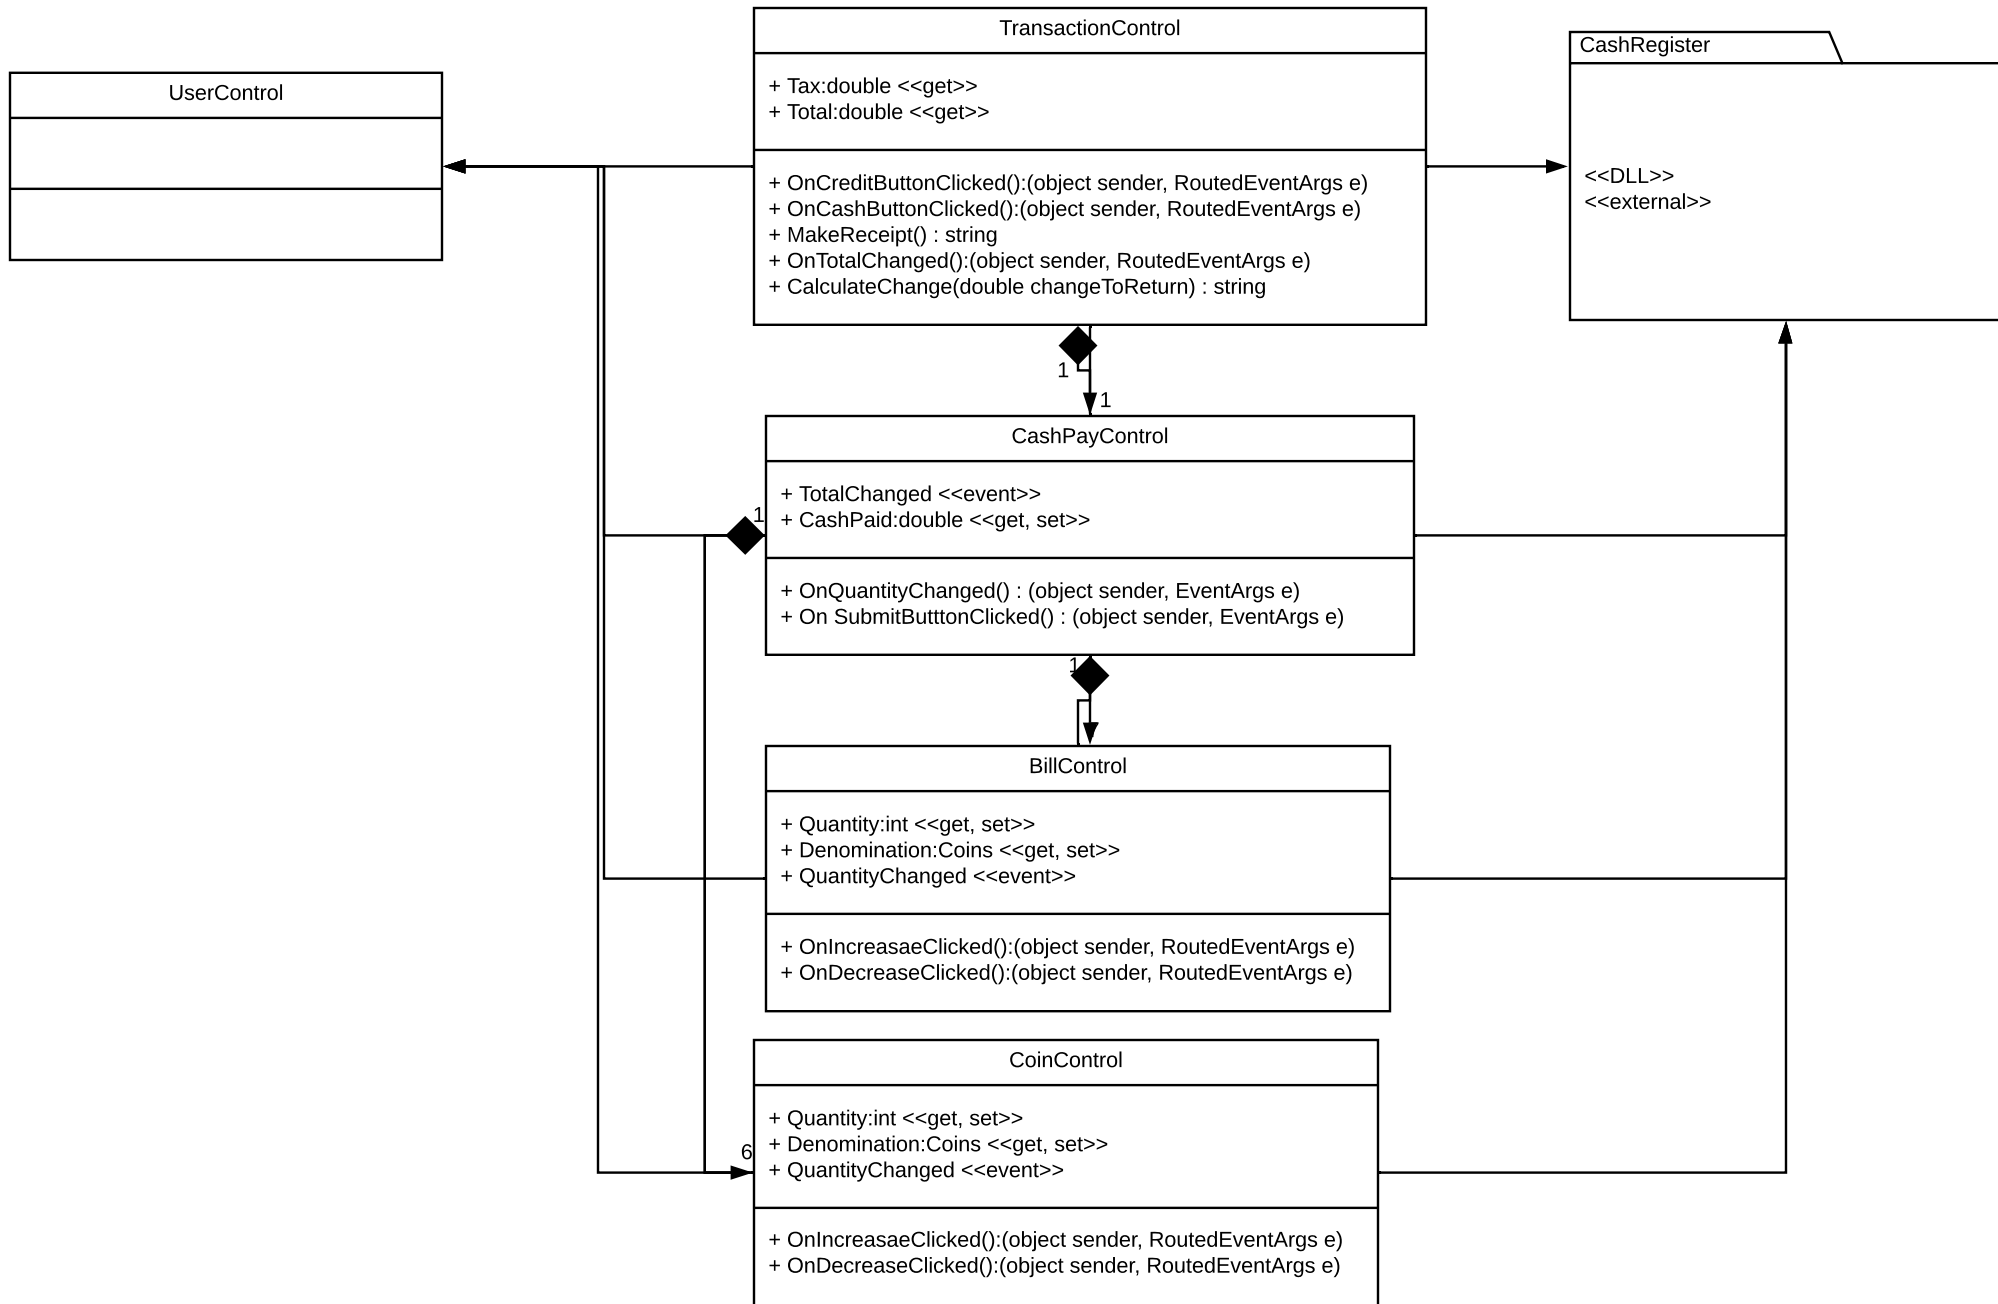 TransactionControl
+ Tax:double <<get>>
+ Total:double <<get>>
+ OnCreditButtonClicked():(object sender, RoutedEventArgs e)
+ OnCashButtonClicked():(object sender, RoutedEventArgs e)
+ MakeReceipt() : string
+ OnTotalChanged():(object sender, RoutedEventArgs e)
+ CalculateChange(double changeToReturn) : string
UserControl
CashRegister
<<DLL>>
<<external>>
1
1
CashPayControl
+ TotalChanged <<event>>
+ CashPaid:double <<get, set>>
+ OnQuantityChanged() : (object sender, EventArgs e)
+ On SubmitButttonClicked() : (object sender, EventArgs e)
1
1
BillControl
+ Quantity:int <<get, set>>
+ Denomination:Coins <<get, set>>
+ QuantityChanged <<event>>
+ OnIncreasaeClicked():(object sender, RoutedEventArgs e)
+ OnDecreaseClicked():(object sender, RoutedEventArgs e)
CoinControl
+ Quantity:int <<get, set>>
+ Denomination:Coins <<get, set>>
+ QuantityChanged <<event>>
+ OnIncreasaeClicked():(object sender, RoutedEventArgs e)
+ OnDecreaseClicked():(object sender, RoutedEventArgs e)
6